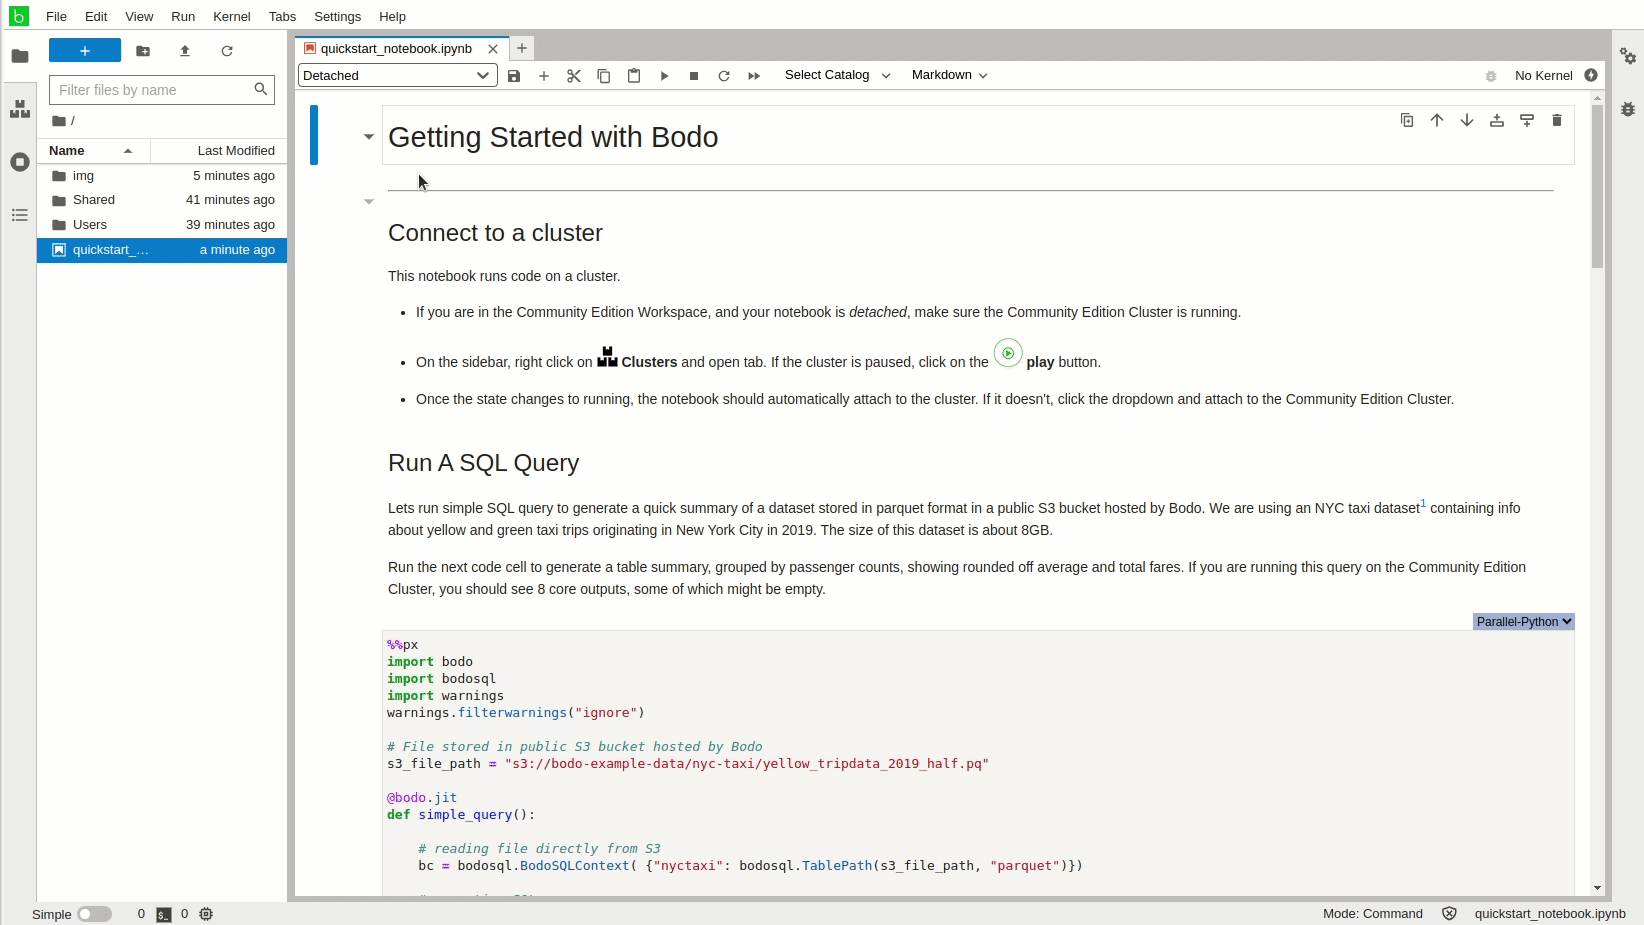 b File Edit View Run Kernel Tabs Settings Help
quickstart_notebook.ipynb
Detached
Select Catalog
Markdown
No Kernel
Filter files by name
/
Name Last Modified
img 5 minutes ago
Shared 41 minutes ago
Users 39 minutes ago
quickstart_... a minute ago
Getting Started with Bodo
Connect to a cluster
This notebook runs code on a cluster.
• If you are in the Community Edition Workspace, and your notebook is detached, make sure the Community Edition Cluster is running.
• On the sidebar, right click on Clusters and open tab. If the cluster is paused, click on the play button.
• Once the state changes to running, the notebook should automatically attach to the cluster. If it doesn't, click the dropdown and attach to the Community Edition Cluster.
Run A SQL Query
Lets run simple SQL query to generate a quick summary of a dataset stored in parquet format in a public S3 bucket hosted by Bodo. We are using an NYC taxi dataset1 containing info
about yellow and green taxi trips originating in New York City in 2019. The size of this dataset is about 8GB.
Run the next code cell to generate a table summary, grouped by passenger counts, showing rounded off average and total fares. If you are running this query on the Community Edition
Cluster, you should see 8 core outputs, some of which might be empty.
Parallel-Python
%%px
import bodo
import bodosql
import warnings
warnings.filterwarnings("ignore")
# File stored in public S3 bucket hosted by Bodo
s3_file_path = "s3://bodo-example-data/nyc-taxi/yellow_tripdata_2019_half.pq"
@bodo.jit
def simple_query():
# reading file directly from S3
bc = bodosql.BodoSQLContext( {"nyctaxi": bodosql.TablePath(s3_file_path, "parquet")})
Simple 0 $_ 0
Mode: Command quickstart_notebook.ipynb